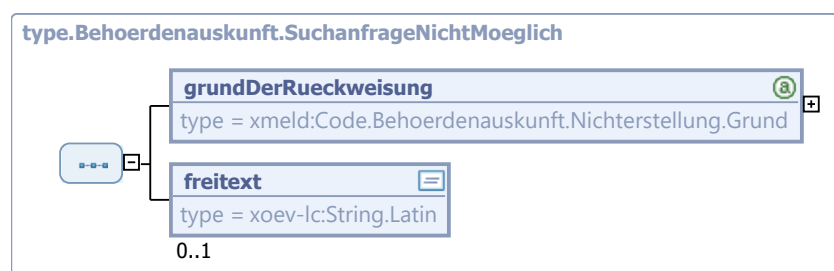 type.Behoerdenauskunft.SuchanfrageNichtMoeglich
grundDerRueckweisung
type = xmeld:Code.Behoerdenauskunft.Nichterstellung.Grund
freitext
type = xoev-lc:String.Latin
0..1